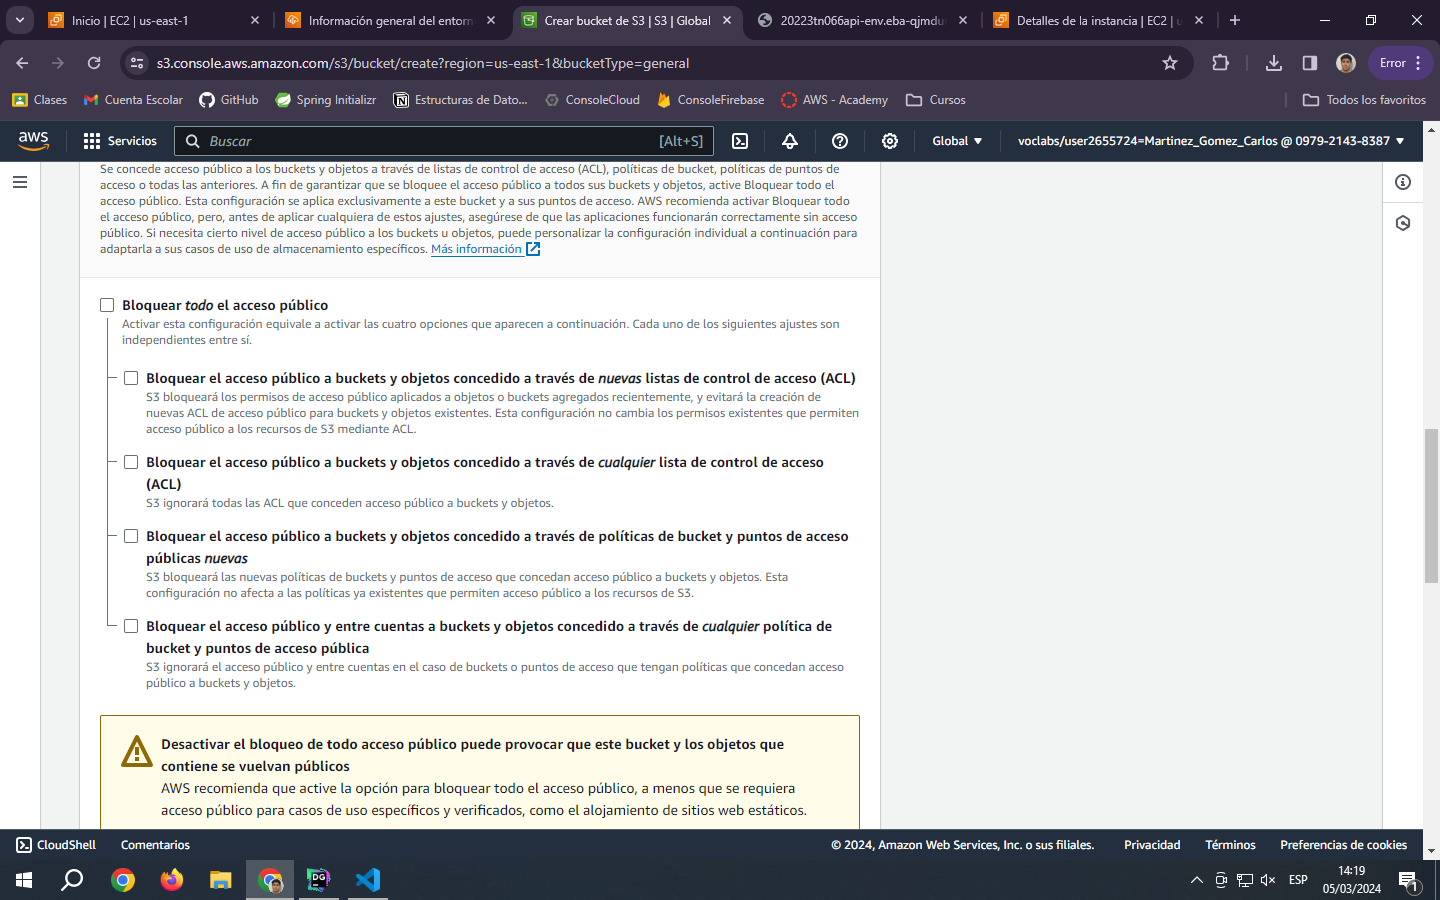 Inicio | EC2 | us-east-1
Información general del entorn
Crear bucket de S3 | S3 | Global
20223tn066api-env.eba-qjmdu
Detalles de la instancia | EC2 | u
s3.console.aws.amazon.com/s3/bucket/create?region=us-east-1&bucketType=general
Error
Clases
Cuenta Escolar
GitHub
Spring Initializr
Estructuras de Dato...
ConsoleCloud
ConsoleFirebase
AWS - Academy
Cursos
Todos los favoritos
aws
Servicios
Buscar
[Alt+S]
Global
voclabs/user2655724=Martinez_Gomez_Carlos @ 0979-2143-8387
Se concede acceso público a los buckets y objetos a través de listas de control de acceso (ACL), políticas de bucket, políticas de puntos de
acceso o todas las anteriores. A fin de garantizar que se bloquee el acceso público a todos sus buckets y objetos, active Bloquear todo el
acceso público. Esta configuración se aplica exclusivamente a este bucket y a sus puntos de acceso. AWS recomienda activar Bloquear todo
el acceso público, pero, antes de aplicar cualquiera de estos ajustes, asegúrese de que las aplicaciones funcionarán correctamente sin acceso
público. Si necesita cierto nivel de acceso público a los buckets u objetos, puede personalizar la configuración individual a continuación para
adaptarla a sus casos de uso de almacenamiento específicos. Más información
Bloquear todo el acceso público
Activar esta configuración equivale a activar las cuatro opciones que aparecen a continuación. Cada uno de los siguientes ajustes son
independientes entre sí.
Bloquear el acceso público a buckets y objetos concedido a través de nuevas listas de control de acceso (ACL)
S3 bloqueará los permisos de acceso público aplicados a objetos o buckets agregados recientemente, y evitará la creación de
nuevas ACL de acceso público para buckets y objetos existentes. Esta configuración no cambia los permisos existentes que permiten
acceso público a los recursos de S3 mediante ACL.
Bloquear el acceso público a buckets y objetos concedido a través de cualquier lista de control de acceso
(ACL)
S3 ignorará todas las ACL que conceden acceso público a buckets y objetos.
Bloquear el acceso público a buckets y objetos concedido a través de políticas de bucket y puntos de acceso
públicas nuevas
S3 bloqueará las nuevas políticas de buckets y puntos de acceso que concedan acceso público a buckets y objetos. Esta
configuración no afecta a las políticas ya existentes que permiten acceso público a los recursos de S3.
Bloquear el acceso público y entre cuentas a buckets y objetos concedido a través de cualquier política de
bucket y puntos de acceso pública
S3 ignorará el acceso público y entre cuentas en el caso de buckets o puntos de acceso que tengan políticas que concedan acceso
público a buckets y objetos.
Desactivar el bloqueo de todo acceso público puede provocar que este bucket y los objetos que
contiene se vuelvan públicos
AWS recomienda que active la opción para bloquear todo el acceso público, a menos que se requiera
acceso público para casos de uso específicos y verificados, como el alojamiento de sitios web estáticos.
CloudShell
Comentarios
© 2024, Amazon Web Services, Inc. o sus filiales.
Privacidad
Términos
Preferencias de cookies
DG
ESP
14:19
05/03/2024
1